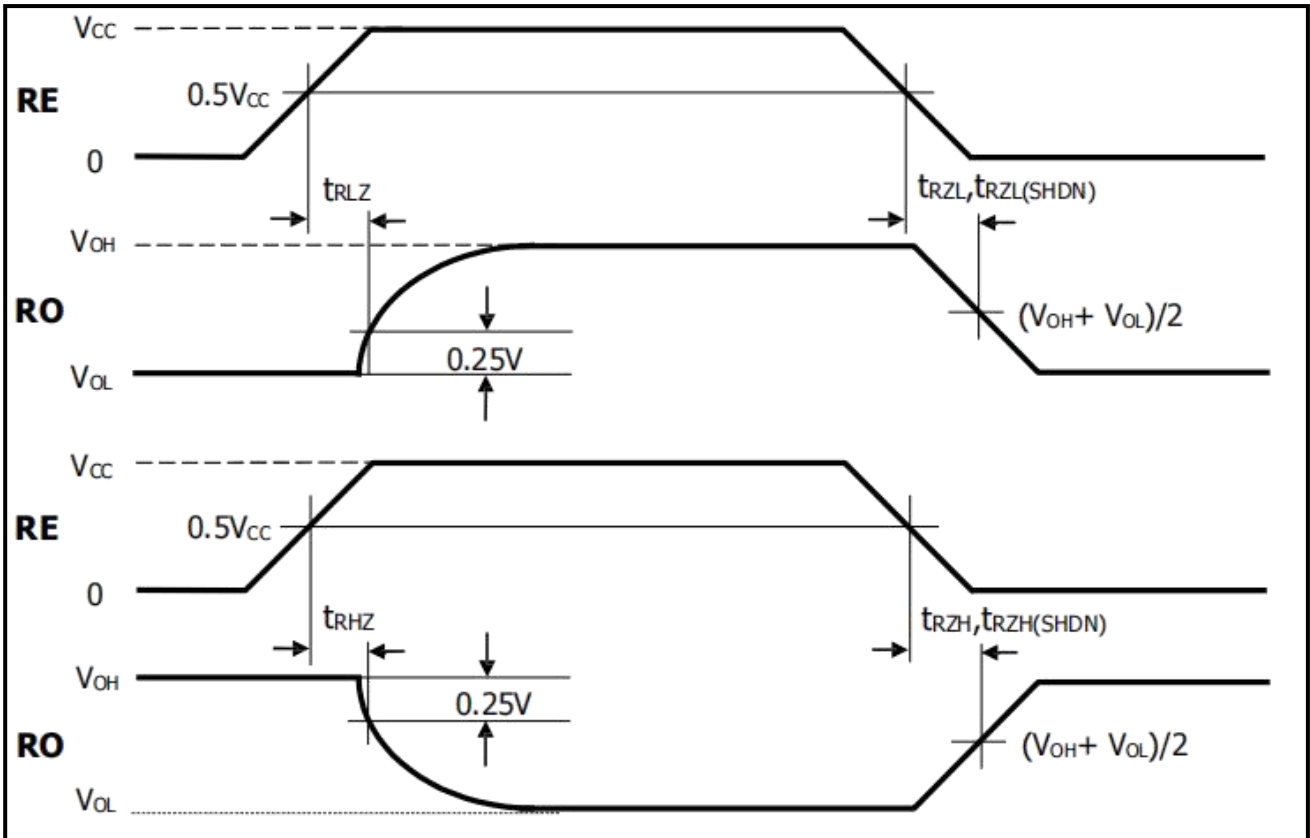 VCC
RE
0.5VCC
0
tRLZ
tRZL,tRZL(SHDN)
VOH
RO
(VOH+ VOL)/2
0.25V
VOL
VCC
RE
0.5VCC
0
tRHZ
tRZH,tRZH(SHDN)
VOH
0.25V
RO
(VOH+ VOL)/2
VOL